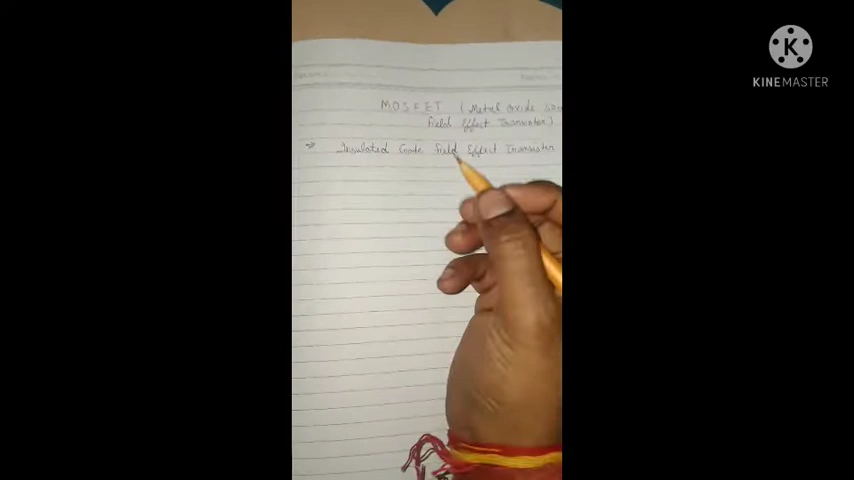 MOSFET (Metal Oxide
Field Effect Transistor)
⇒ Insulated Gate Field Effect Transistor
K
KINEMASTER